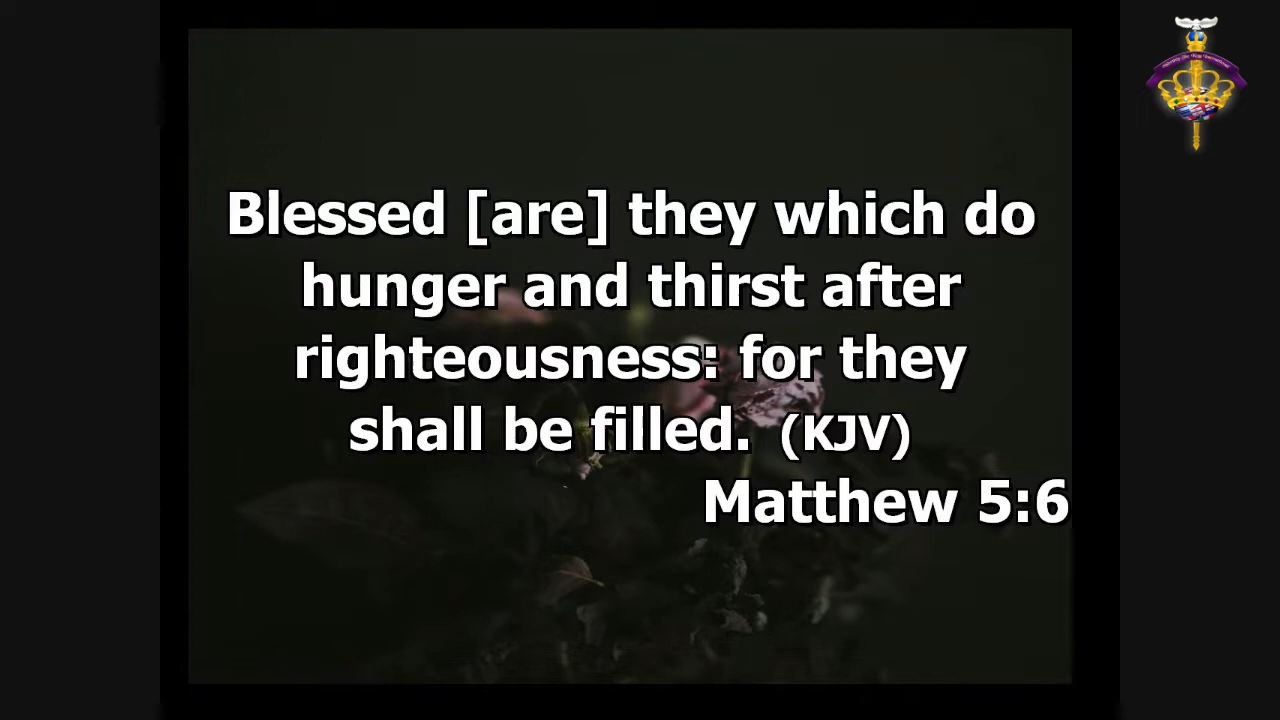 Blessed [are] they which do
hunger and thirst after
righteousness: for they
shall be filled. (KJV)
Matthew 5:6